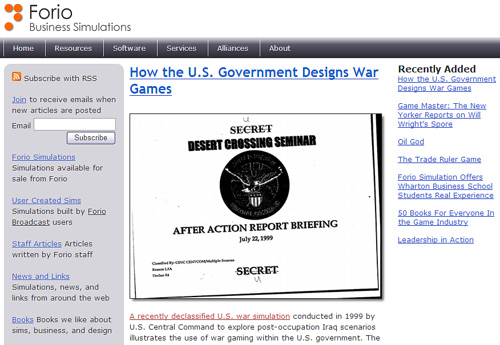 Forio
Business Simulations
Home Resources Software Services Alliances About
Subscribe with RSS
Join to receive emails when
new articles are posted
Email
Subscribe
Forio Simulations
Simulations available for
sale from Forio
User Created Sims
Simulations built by Forio
Broadcast users
Staff Articles Articles
written by Forio staff
News and Links
Simulations, news, and
links from around the web
Books Books we like about
sims, business, and design
How the U.S. Government Designs War
Games
U
SECRET
DESERT CROSSING SEMINAR
AFTER ACTION REPORT BRIEFING
July 22, 1999
Classified By: CINC CENTCOM/Multiple Sources
Reason 1.5A
SECRET
U
A recently declassified U.S. war simulation conducted in 1999 by
U.S. Central Command to explore post-occupation Iraq scenarios
illustrates the use of war gaming within the U.S. government. The
Recently Added
How the U.S. Government
Designs War Games
Game Master: The New
Yorker Reports on Will
Wright's Spore
Oil God
The Trade Ruler Game
Forio Simulation Offers
Wharton Business School
Students Real Experience
50 Books For Everyone In
the Game Industry
Leadership in Action